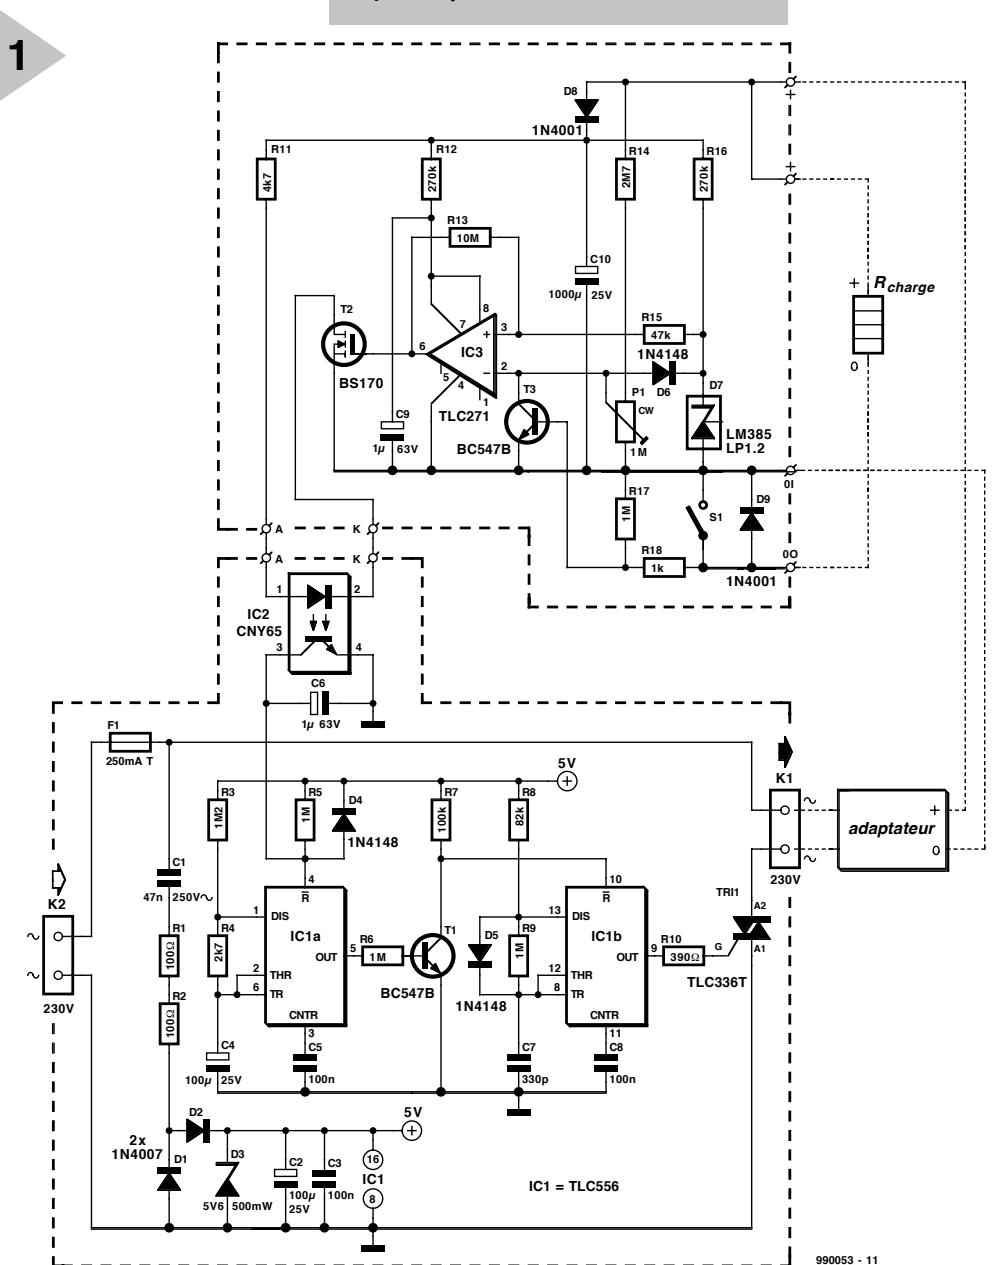 1
D8
1N4001
+
+
R11
4k7
R12
270k
R14
2M7
R16
270k
R13
10M
C10
1000µ 25V
+ Rcharge
0
T2
BS170
8
7
6
5
4
1
3
2
+
−
IC3
TLC271
R15
47k
1N4148
D6
D7
LM385
LP1.2
T3
BC547B
P1
CW
1M
C9
1µ 63V
0I
R17
1M
S1
D9
R18
1k
1N4001
0O
A
K
A
K
1
2
IC2
CNY65
3
4
C6
1µ 63V
F1
250mA T
5V
+
K1
R3
1M2
R5
1M
D4
1N4148
R7
100k
R8
82k
~
~
adaptateur
+
0
230V
C1
47n 250V~
K2
~
~
230V
R1
100Ω
R2
100Ω
4
R
1
DIS
IC1a
R4
2k7
2
THR
6
TR
OUT
5
CNTR
3
R6
1M
T1
BC547B
D5
1N4148
R9
1M
10
R
13
DIS
IC1b
12
THR
8
TR
OUT
9
CNTR
11
R10
390Ω
G
TRI1
A2
A1
TLC336T
C4
100µ 25V
C5
100n
C7
330p
C8
100n
D2
2x
1N4007
D1
D3
5V6 500mW
C2
100µ
25V
C3
100n
16
IC1
8
5V
+
IC1 = TLC556
990053 - 11